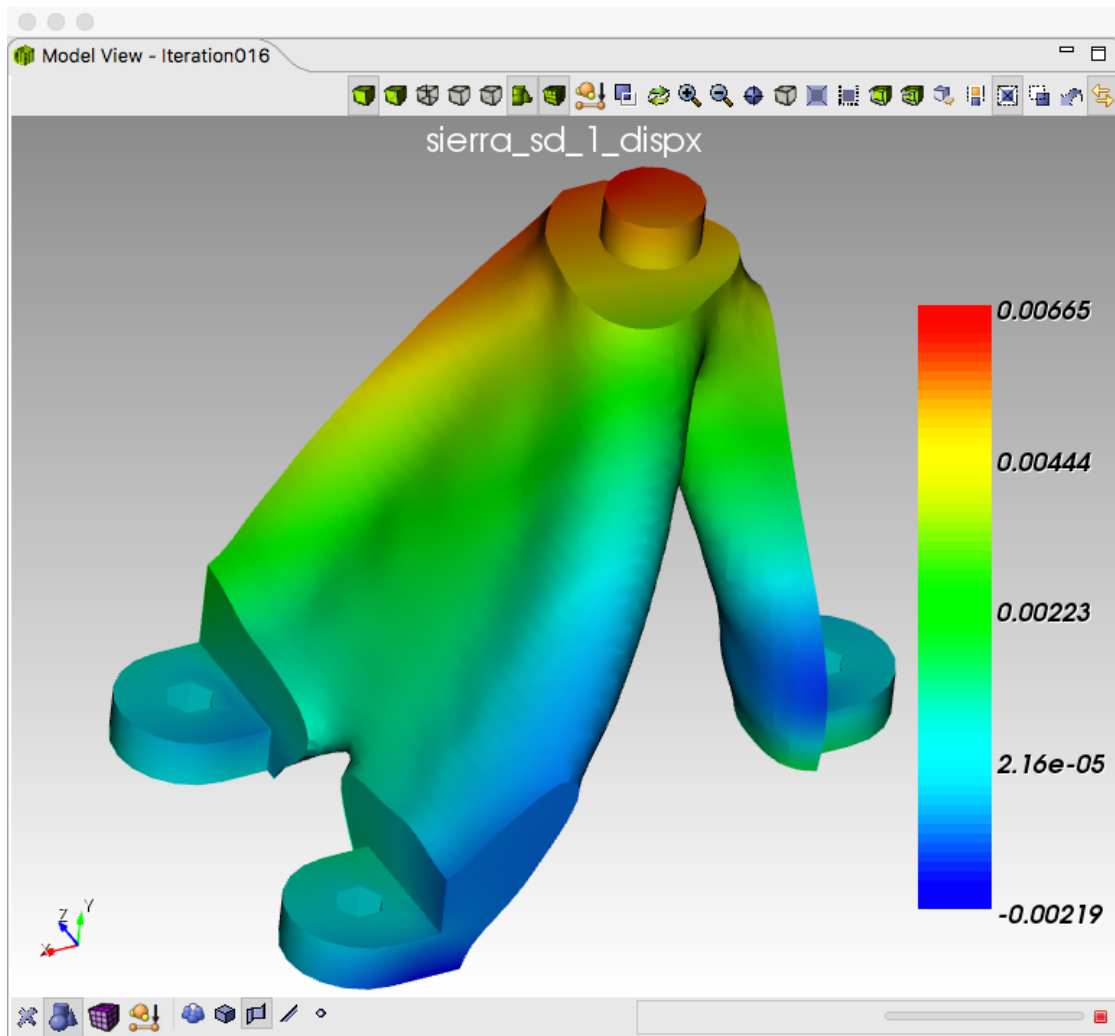 Model View - Iteration016
sierra_sd_1_dispx
0.00665
0.00444
0.00223
2.16e-05
-0.00219
Z Y
X